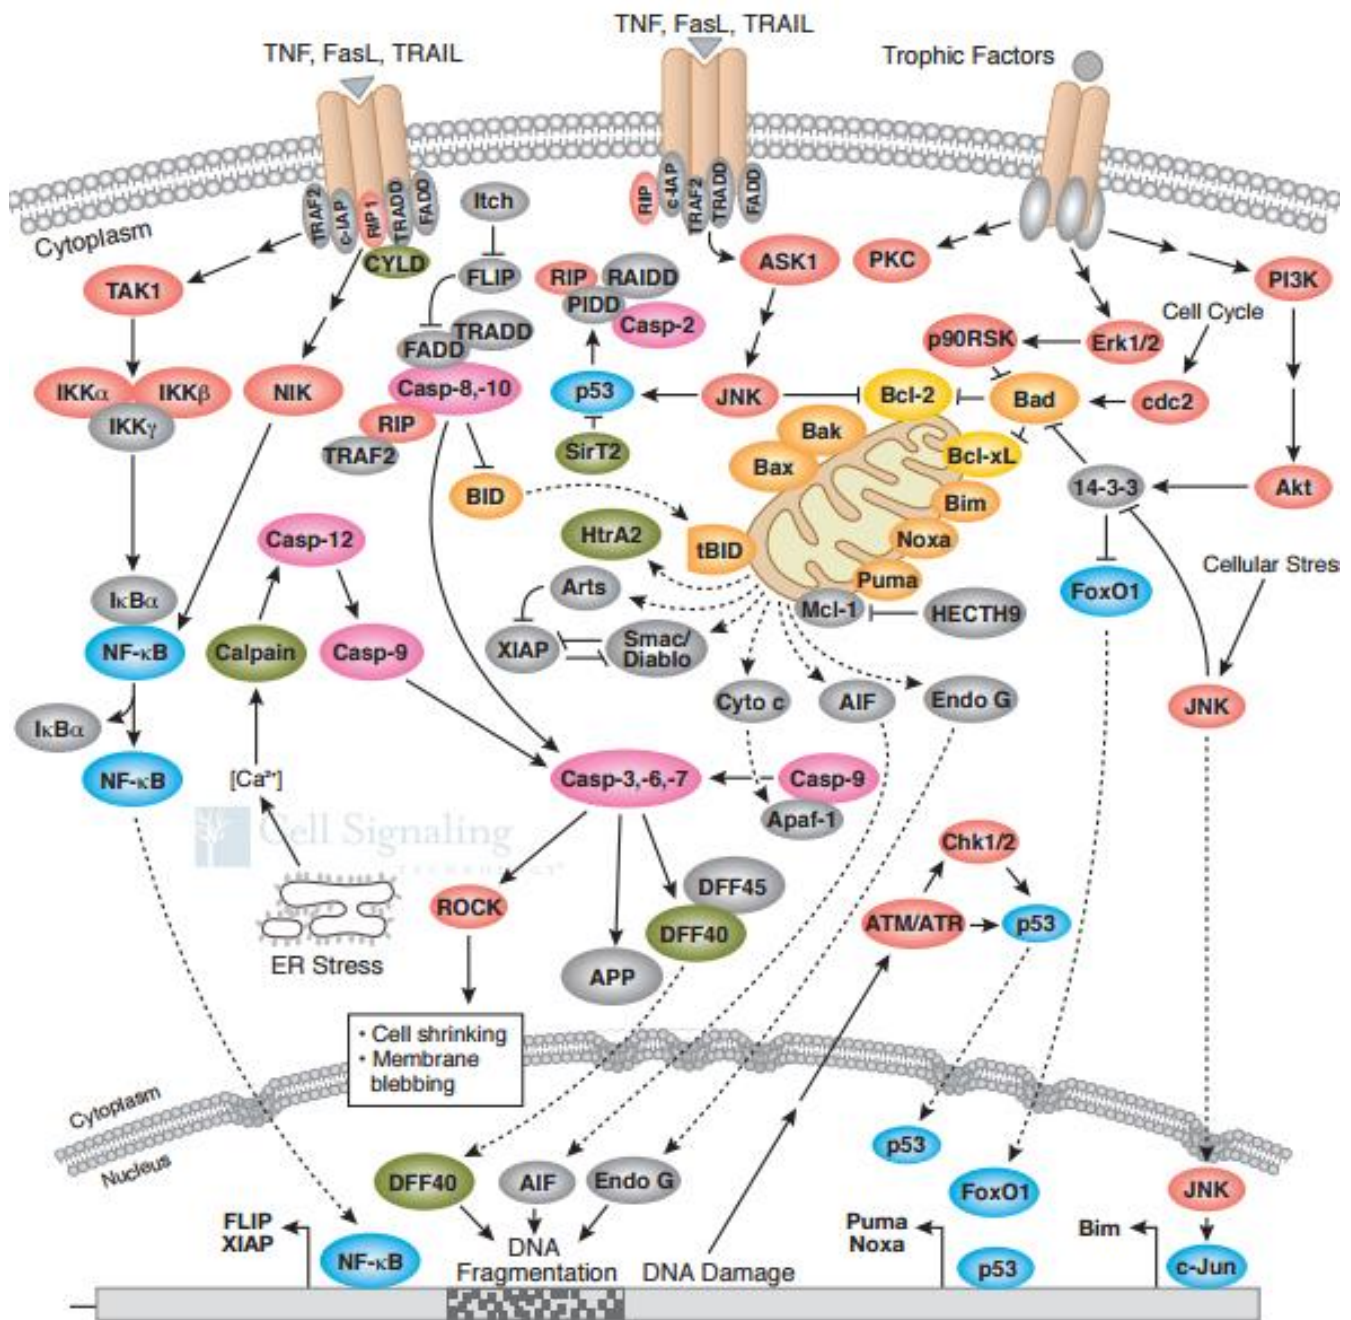 TNF, FasL, TRAIL
TNF, FasL, TRAIL
Trophic Factors
Cytoplasm
TRAF2
c-IAP
RIP1
TRADD
FADD
CYLD
Itch
FLIP
RIP
c-IAP
TRAF2
TRADD
FADD
TAK1
RIP
RAIDD
PIDD
Casp-2
ASK1
PKC
PI3K
Cell Cycle
TRADD
FADD
Casp-8,-10
RIP
TRAF2
p90RSK
Erk1/2
IKKα
IKKβ
IKKγ
NIK
p53
JNK
Bcl-2
Bad
cdc2
SirT2
Bak
Bax
Bcl-xL
BID
14-3-3
Akt
Bim
Casp-12
HtrA2
tBID
Noxa
Puma
Cellular Stres
IκBα
Arts
Mcl-1
HECTH9
FoxO1
NF-κB
Calpain
Casp-9
XIAP
Smac/
Diablo
IκBα
Cyto c
AIF
Endo G
JNK
NF-κB
[Ca²⁺]
Casp-3,-6,-7
Casp-9
Apaf-1
Cell Signaling
TECHNOLOGY®
Chk1/2
ROCK
DFF45
DFF40
ATM/ATR
p53
ER Stress
APP
• Cell shrinking
• Membrane
blebbing
Cytoplasm
Nucleus
p53
DFF40
AIF
Endo G
FoxO1
JNK
FLIP
XIAP
NF-κB
DNA
Fragmentation
DNA Damage
Puma
Noxa
p53
Bim
c-Jun